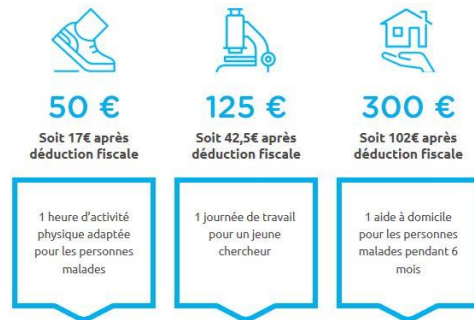 50 €
Soit 17€ après
déduction fiscale
1 heure d'activité
physique adaptée
pour les personnes
malades
125 €
Soit 42,5€ après
déduction fiscale
1 journée de travail
pour un jeune
chercheur
300 €
Soit 102€ après
déduction fiscale
1 aide à domicile
pour les personnes
malades pendant 6
mois